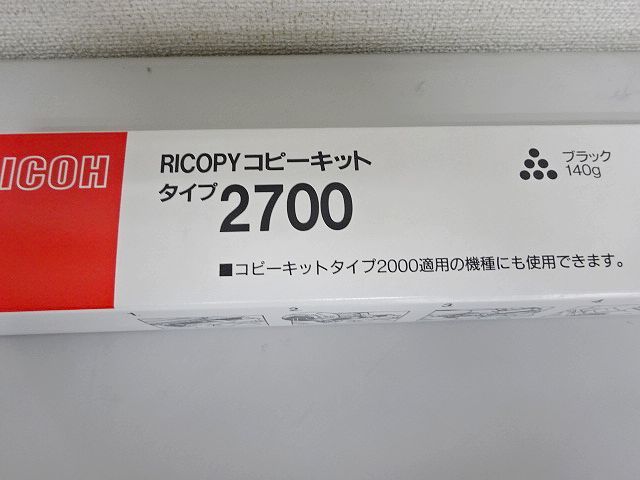 RICOH
RICOPYコピーキット
タイプ2700
■コピーキットタイプ2000適用の機種にも使用できます。
ブラック
140g